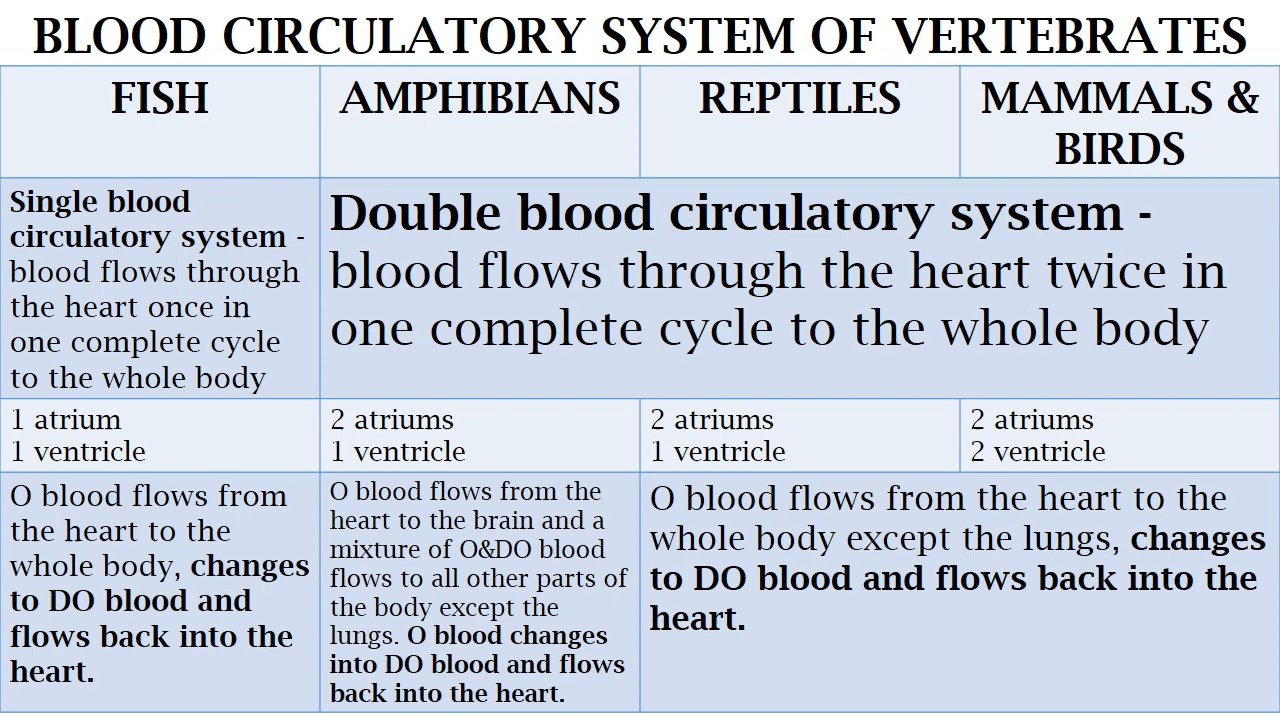 BLOOD CIRCULATORY SYSTEM OF VERTEBRATES
FISH
AMPHIBIANS
REPTILES
MAMMALS &
BIRDS
Single blood
circulatory system -
blood flows through
the heart once in
one complete cycle
to the whole body
Double blood circulatory system -
blood flows through the heart twice in
one complete cycle to the whole body
1 atrium
1 ventricle
2 atriums
1 ventricle
2 atriums
1 ventricle
2 atriums
2 ventricle
O blood flows from
the heart to the
whole body, changes
to DO blood and
flows back into the
heart.
O blood flows from the
heart to the brain and a
mixture of O&DO blood
flows to all other parts of
the body except the
lungs. O blood changes
into DO blood and flows
back into the heart.
O blood flows from the heart to the
whole body except the lungs, changes
to DO blood and flows back into the
heart.